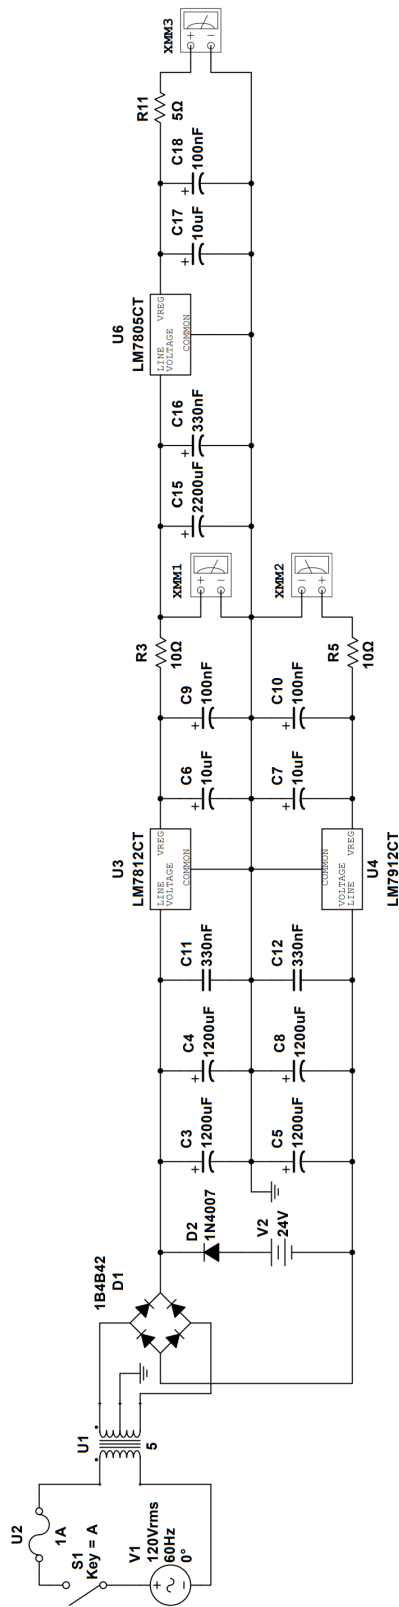 U2
1A
S1
Key = A
V1
120Vrms
60Hz
0°
U1
5
1B4B42
D1
D2
1N4007
V2
24V
C3
1200uF
C5
1200uF
C4
1200uF
C8
1200uF
C11
330nF
C12
330nF
U3
LM7812CT
LINE VREG
VOLTAGE
COMMON
COMMON
VOLTAGE
LINE VREG
U4
LM7912CT
C6
10uF
C7
10uF
C9
100nF
C10
100nF
R3
10Ω
R5
10Ω
XMM1
XMM2
C15
2200uF
C16
330nF
U6
LM7805CT
LINE VREG
VOLTAGE
COMMON
C17
10uF
C18
100nF
R11
5Ω
XMM3